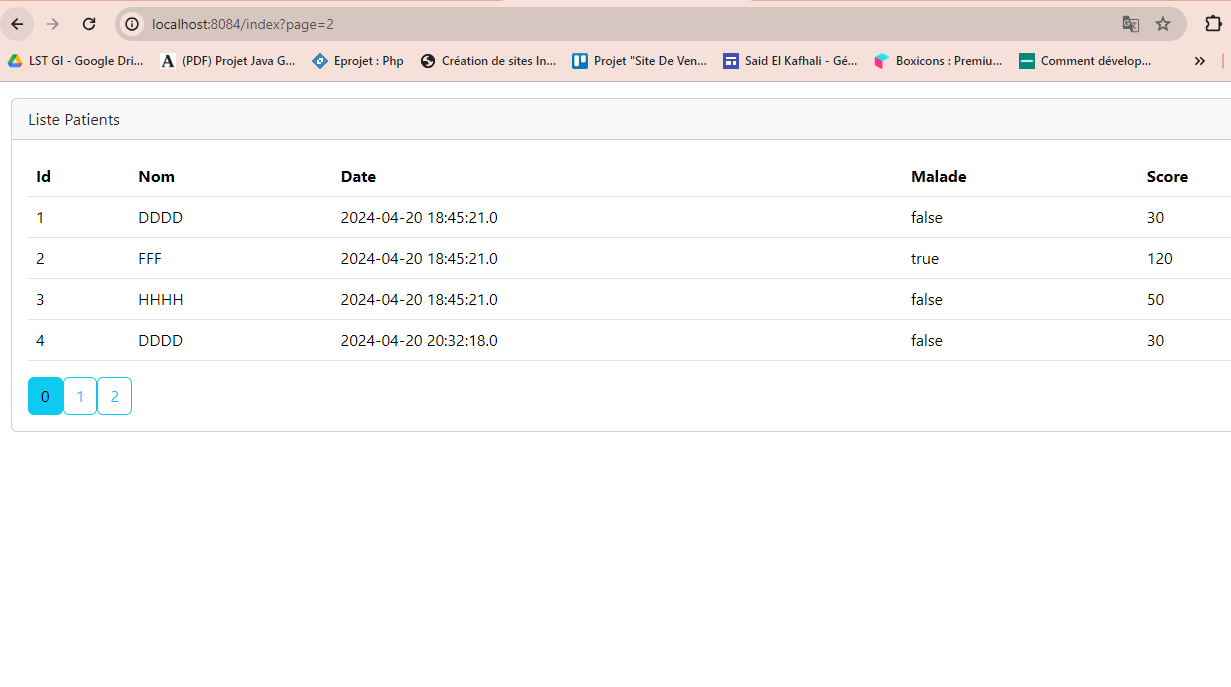 localhost:8084/index?page=2
LST GI - Google Dri... (PDF) Projet Java G... Eprojet : Php Création de sites In... Projet "Site De Ven... Said El Kafhali - Gé... Boxicons : Premiu... Comment dévelop... »
Liste Patients
Id Nom Date Malade Score
1 DDDD 2024-04-20 18:45:21.0 false 30
2 FFF 2024-04-20 18:45:21.0 true 120
3 HHHH 2024-04-20 18:45:21.0 false 50
4 DDDD 2024-04-20 20:32:18.0 false 30
0 1 2